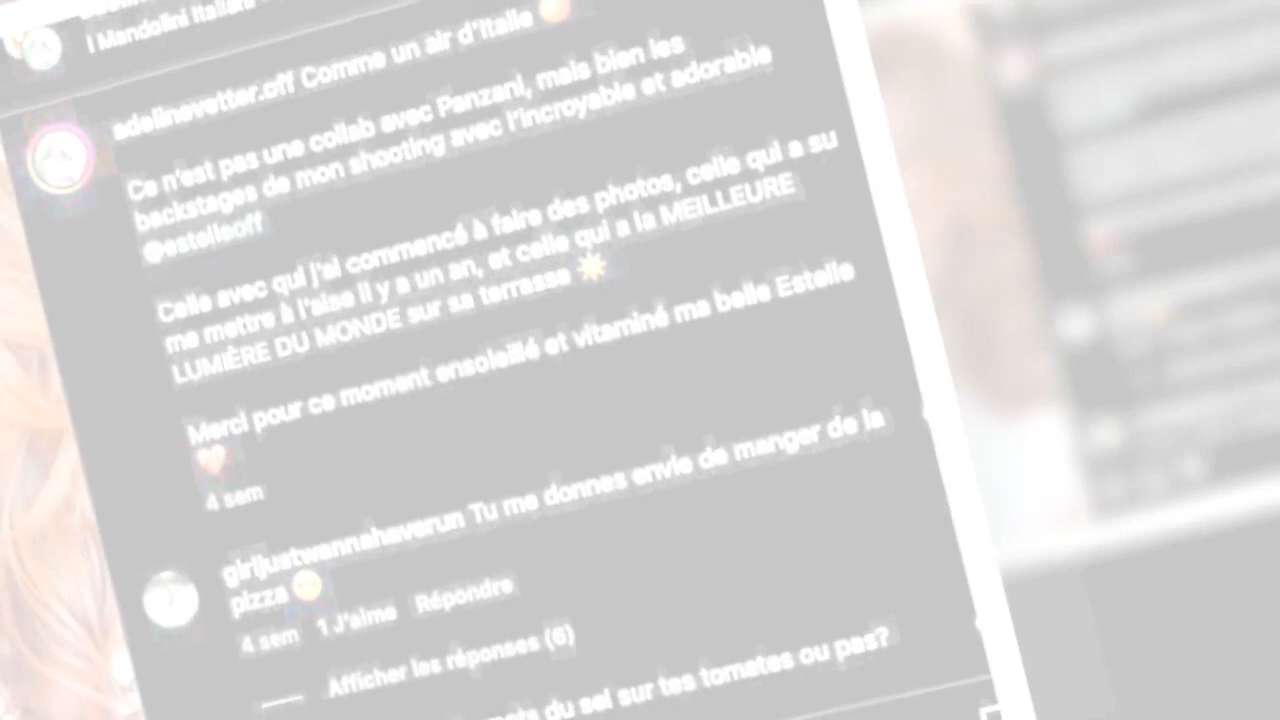 I Mandolini Italiani
adelinevetter.off Comme un air d'Italie
Ce n'est pas une collab avec Panzani, mais bien les
backstages de mon shooting avec l'incroyable et adorable
@estelleoff
Celle avec qui j'ai commencé à faire des photos, celle qui a su
me mettre à l'aise il y a un an, et celle qui a la MEILLEURE
LUMIÈRE DU MONDE sur sa terrasse ☀️
Merci pour ce moment ensoleillé et vitaminé ma belle Estelle
❤️
4 sem
girljustwannahaverun Tu me donnes envie de manger de la
pizza
4 sem 1 J'aime Répondre
Afficher les réponses (6)
mets du sel sur tes tomates ou pas?